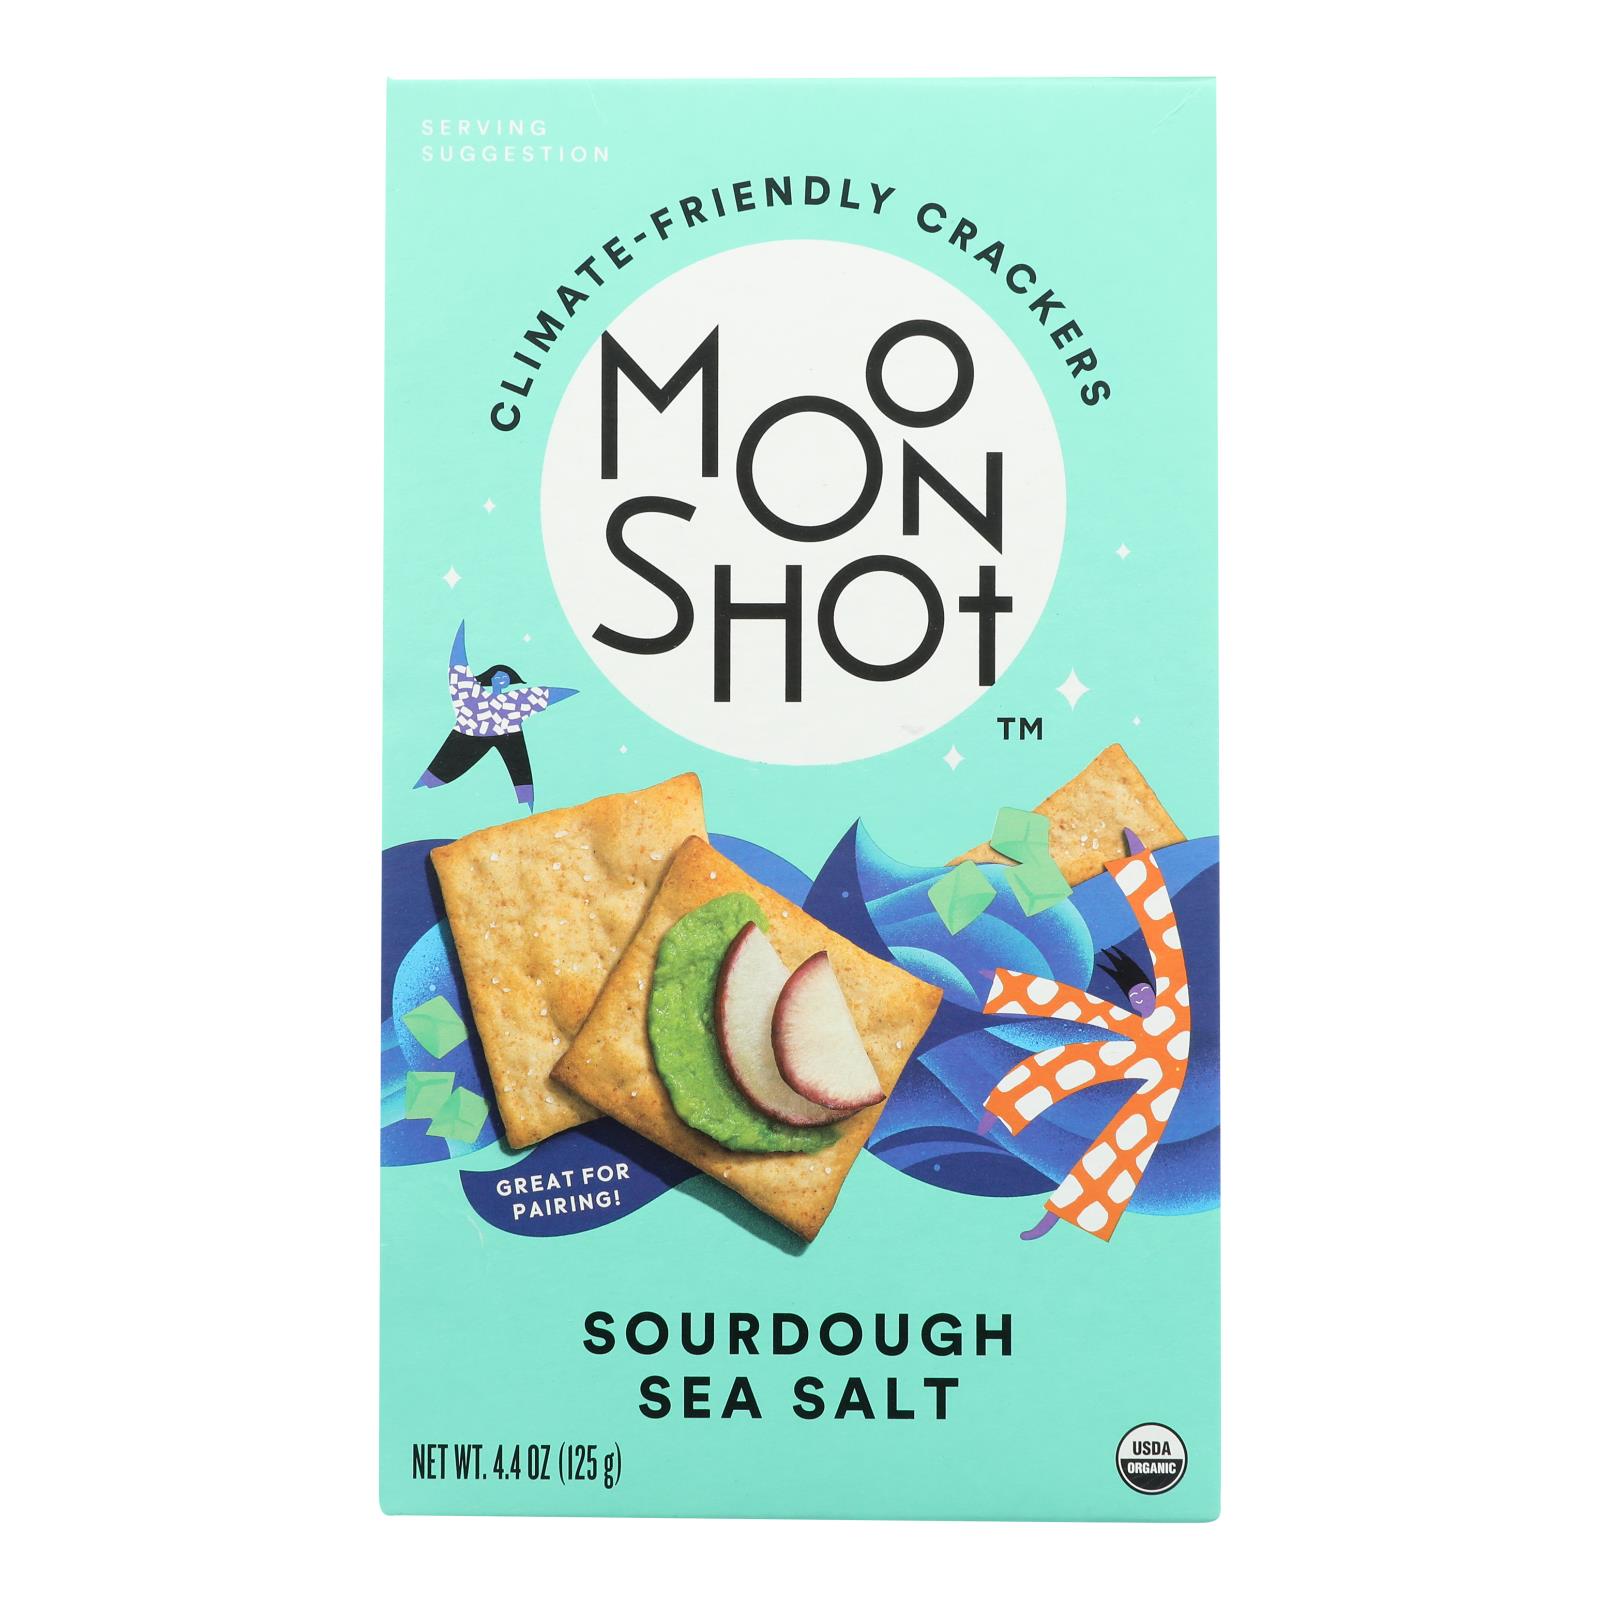 SERVING
SUGGESTION
CLIMATE-FRIENDLY CRACKERS
MOON
SHOt
TM
GREAT FOR
PAIRING!
SOURDOUGH
SEA SALT
NET WT. 4.4 OZ (125 g)
USDA
ORGANIC